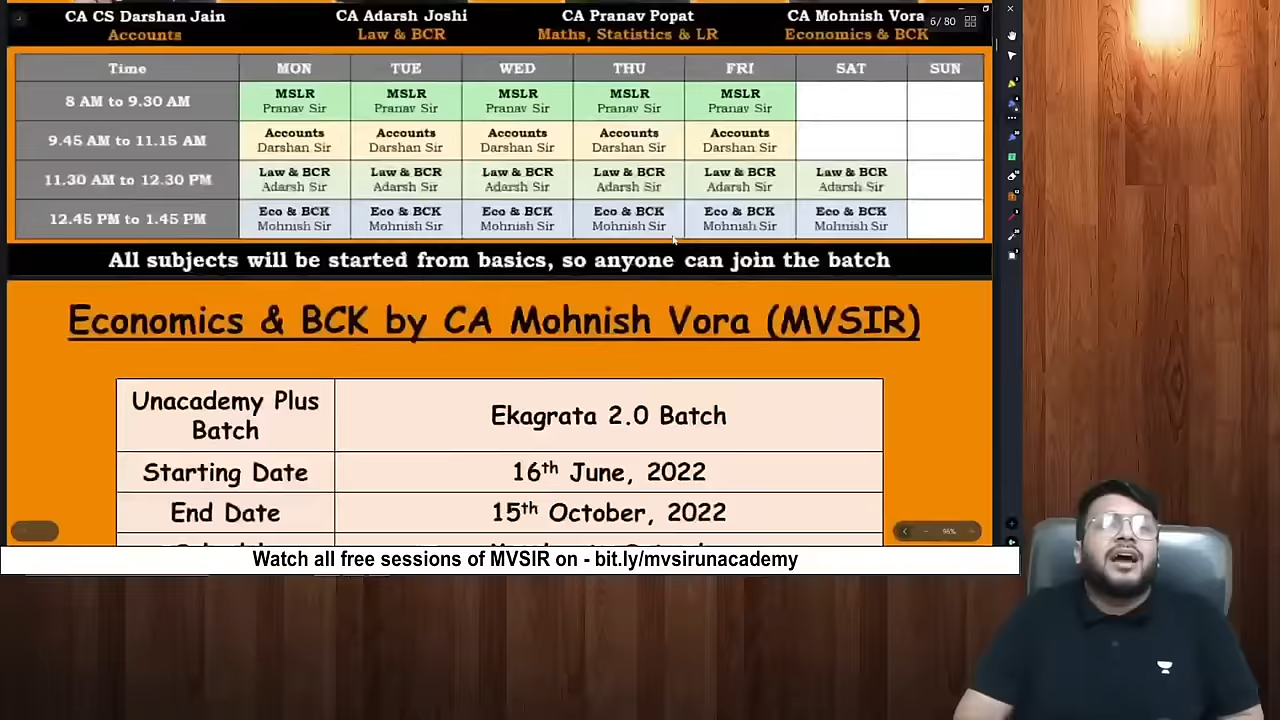 CA CS Darshan Jain CA Adarsh Joshi CA Pranav Popat CA Mohnish Vora 6/80
Accounts Law & BCR Maths, Statistics & LR Economics & BCK
Time MON TUE WED THU FRI SAT SUN
8 AM to 9.30 AM MSLR MSLR MSLR MSLR MSLR
Pranav Sir Pranav Sir Pranav Sir Pranav Sir Pranav Sir
9.45 AM to 11.15 AM Accounts Accounts Accounts Accounts Accounts
Darshan Sir Darshan Sir Darshan Sir Darshan Sir Darshan Sir
11.30 AM to 12.30 PM Law & BCR Law & BCR Law & BCR Law & BCR Law & BCR Law & BCR
Adarsh Sir Adarsh Sir Adarsh Sir Adarsh Sir Adarsh Sir Adarsh Sir
12.45 PM to 1.45 PM Eco & BCK Eco & BCK Eco & BCK Eco & BCK Eco & BCK Eco & BCK
Mohnish Sir Mohnish Sir Mohnish Sir Mohnish Sir Mohnish Sir Mohnish Sir
All subjects will be started from basics, so anyone can join the batch
Economics & BCK by CA Mohnish Vora (MVSIR)
Unacademy Plus
Batch
Ekagrata 2.0 Batch
Starting Date 16th June, 2022
End Date 15th October, 2022
96%
Watch all free sessions of MVSIR on - bit.ly/mvsirunacademy